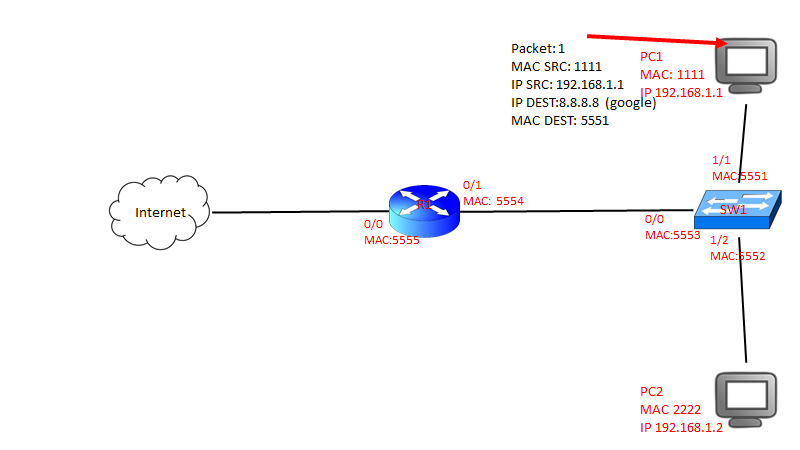 Packet: 1
MAC SRC: 1111
IP SRC: 192.168.1.1
IP DEST:8.8.8.8 (google)
MAC DEST: 5551
PC1
MAC: 1111
IP 192.168.1.1
1/1
MAC:5551
Internet
R1
0/1
MAC: 5554
0/0
MAC:5555
SW1
0/0
MAC:5553
1/2
MAC:5552
PC2
MAC 2222
IP 192.168.1.2